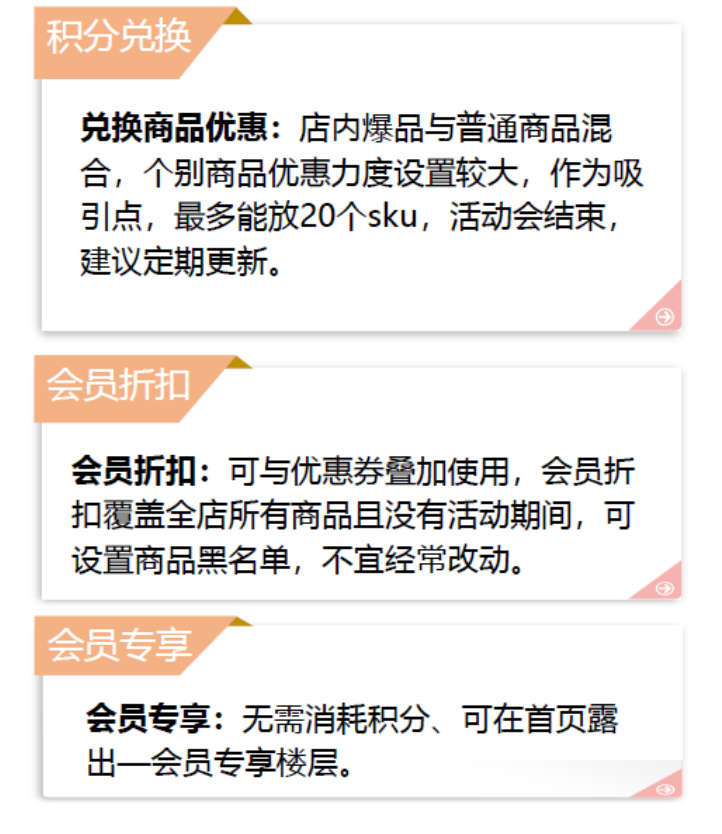 积分兑换
兑换商品优惠：店内爆品与普通商品混
合，个别商品优惠力度设置较大，作为吸
引点，最多能放20个sku，活动会结束，
建议定期更新。
会员折扣
会员折扣：可与优惠券叠加使用，会员折
扣覆盖全店所有商品且没有活动期间，可
设置商品黑名单，不宜经常改动。
会员专享
会员专享：无需消耗积分、可在首页露
出—会员专享楼层。